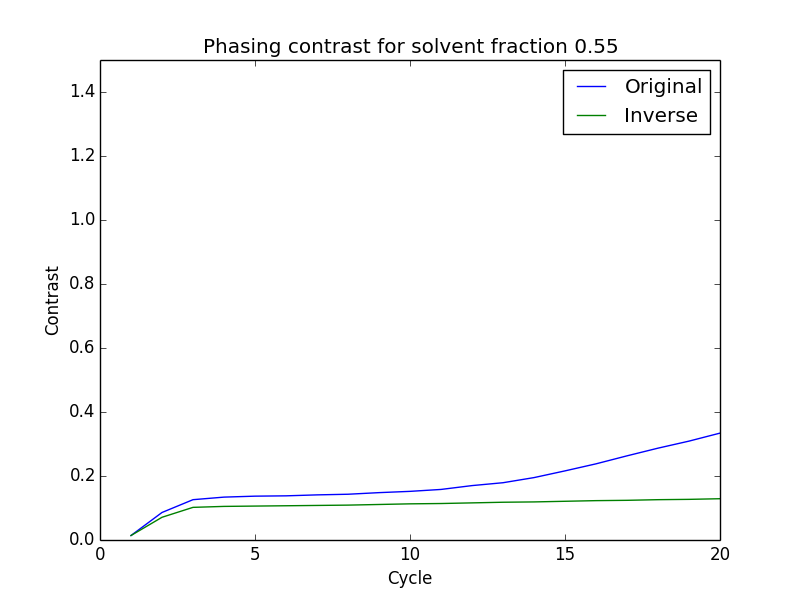 Phasing contrast for solvent fraction 0.55
Original
Inverse
1.4
1.2
1.0
0.8
0.6
0.4
0.2
0.0
Contrast
0 5 10 15 20
Cycle